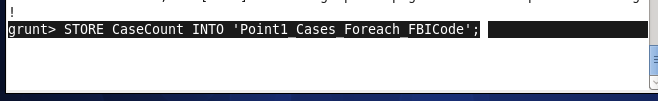 !
grunt> STORE CaseCount INTO 'Point1_Cases_Foreach_FBICode';